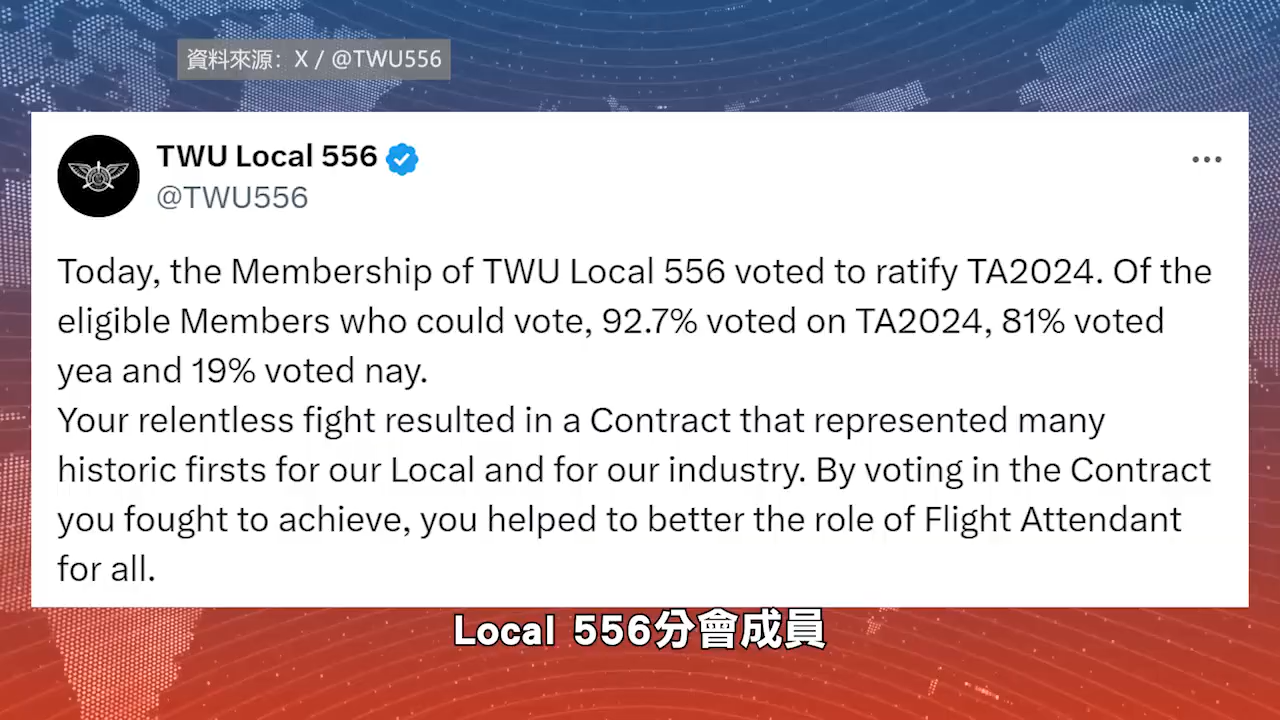 資料來源：X / @TWU556
TWU Local 556
@TWU556
Today, the Membership of TWU Local 556 voted to ratify TA2024. Of the
eligible Members who could vote, 92.7% voted on TA2024, 81% voted
yea and 19% voted nay.
Your relentless fight resulted in a Contract that represented many
historic firsts for our Local and for our industry. By voting in the Contract
you fought to achieve, you helped to better the role of Flight Attendant
for all.
Local 556分會成員